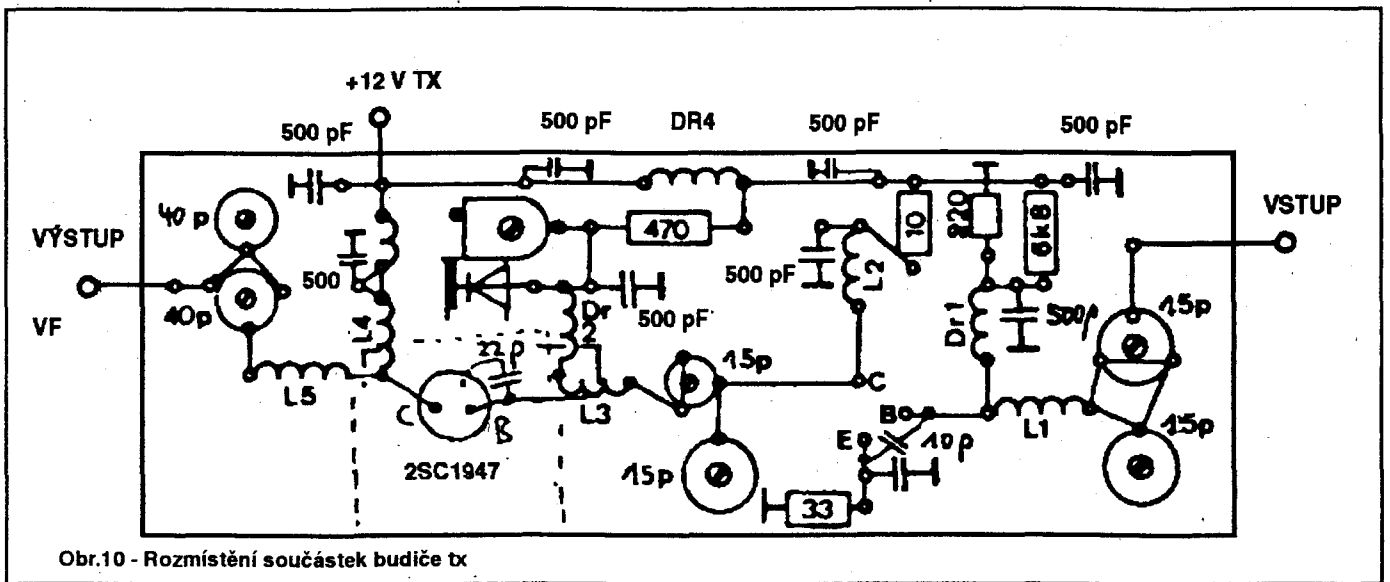 +12 V TX
500 pF
500 pF
DR4
500 pF
500 pF
VSTUP
VÝSTUP
VF
40p
40p
500
470
500 pF
Dr
2
L4
22p
L5
C
B
2SC1947
L3
15p
15p
500 pF
L2
10
220
6k8
C
Dr1
500p
15p
15p
L1
B
E
10p
33
Obr.10 - Rozmístění součástek budiče tx